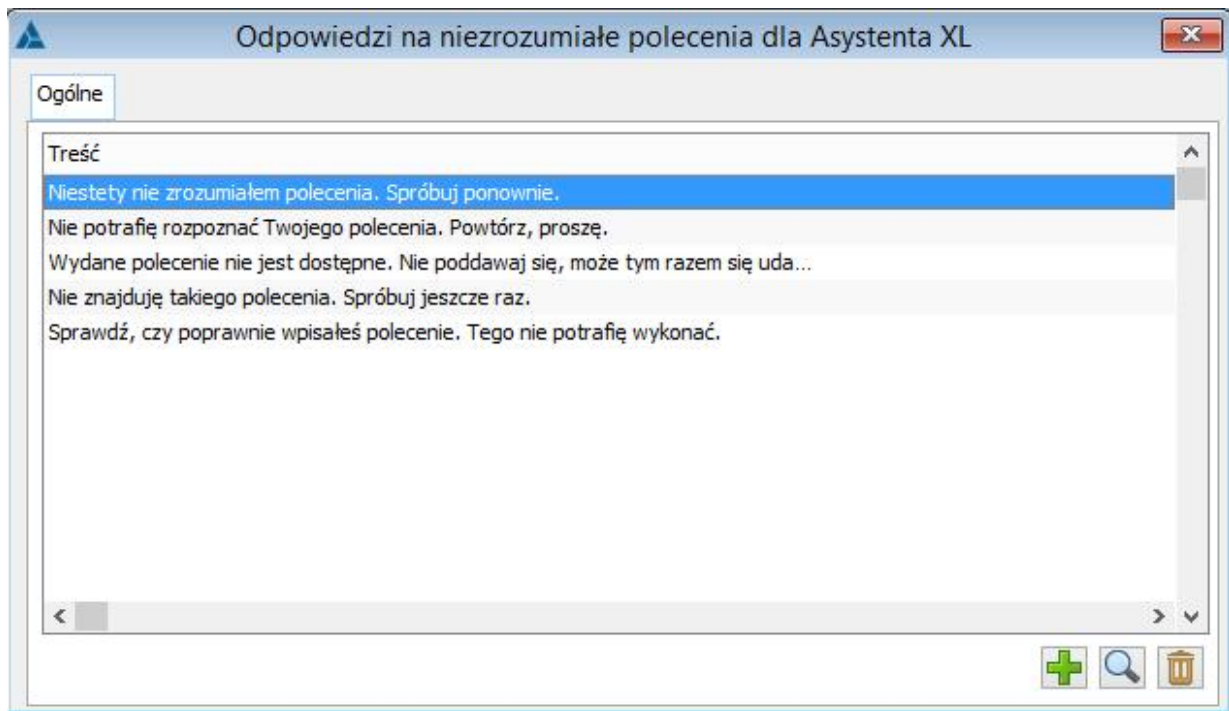 Odpowiedzi na niezrozumiałe polecenia dla Asystenta XL
Ogólne
Treść
Niestety nie zrozumiałem polecenia. Spróbuj ponownie.
Nie potrafię rozpoznać Twojego polecenia. Powtórz, proszę.
Wydane polecenie nie jest dostępne. Nie poddawaj się, może tym razem się uda...
Nie znajduję takiego polecenia. Spróbuj jeszcze raz.
Sprawdź, czy poprawnie wpisałeś polecenie. Tego nie potrafię wykonać.